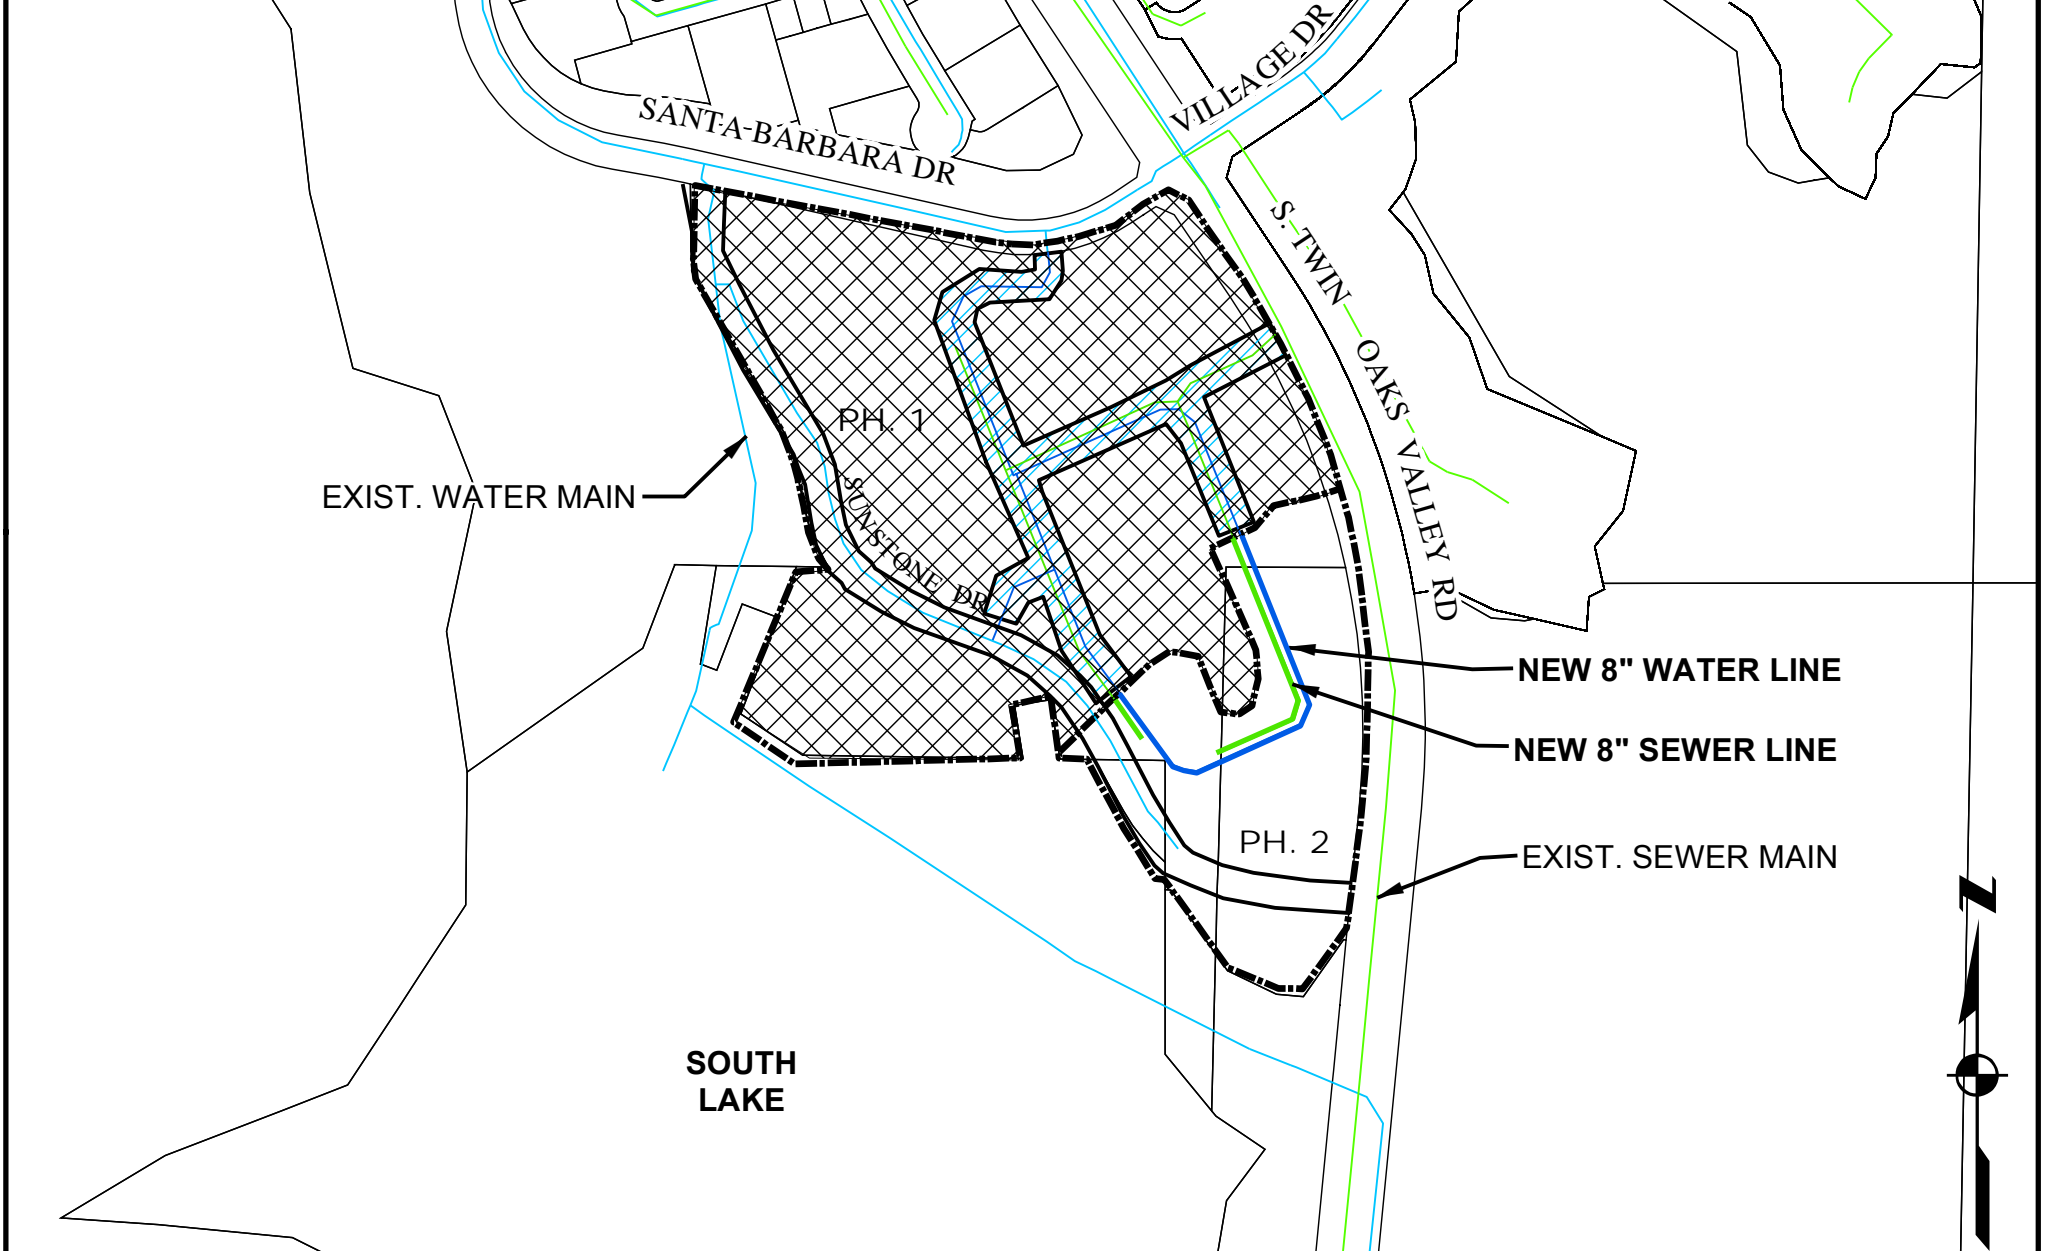 VILLAGE DR
SANTA BARBARA DR
S. TWIN OAKS VALLEY RD
PH. 1
EXIST. WATER MAIN
SUNSTONE DR
NEW 8" WATER LINE
NEW 8" SEWER LINE
PH. 2
EXIST. SEWER MAIN
Z
SOUTH
LAKE